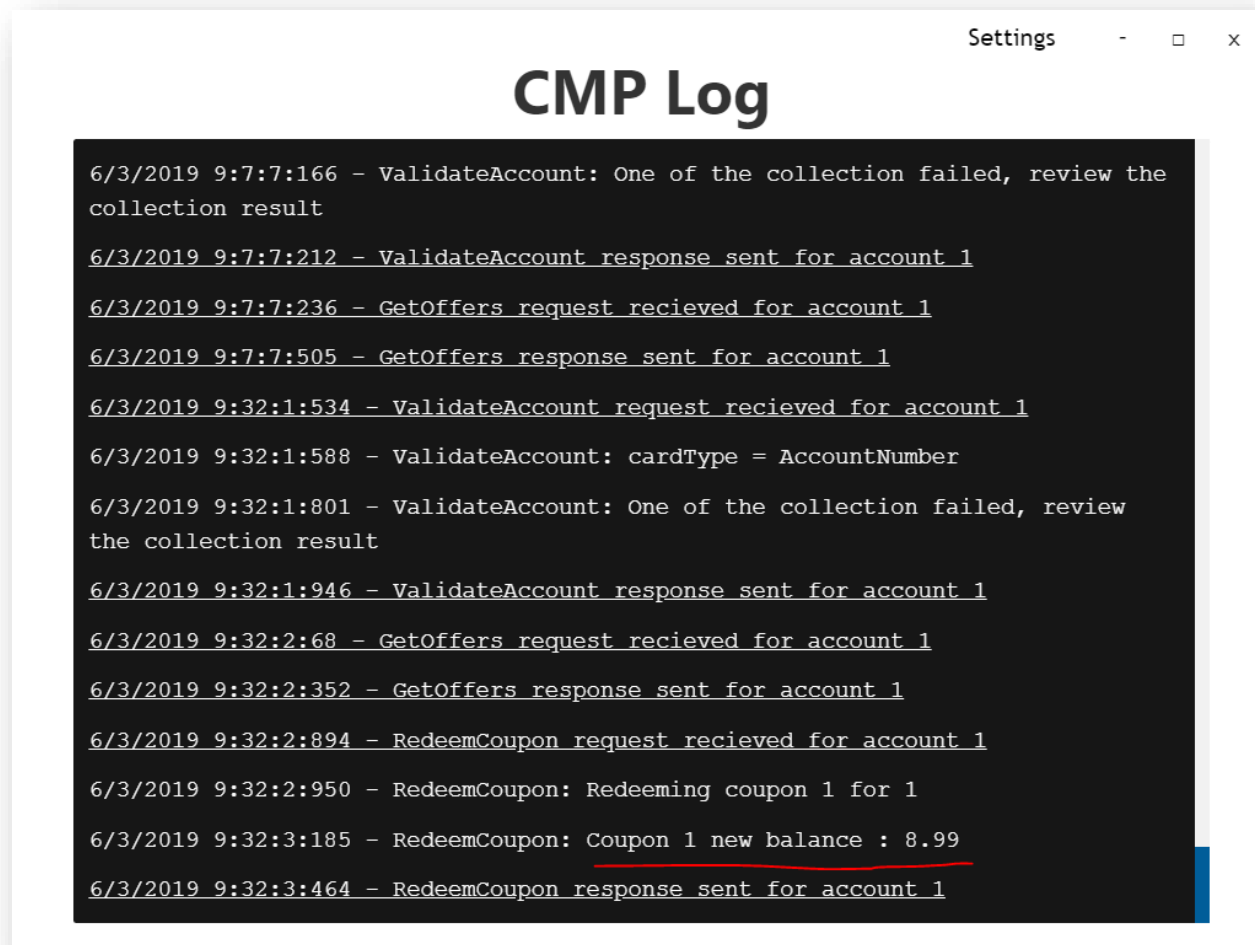 Settings - □ x
CMP Log
6/3/2019 9:7:7:166 – ValidateAccount: One of the collection failed, review the
collection result
6/3/2019 9:7:7:212 – ValidateAccount response sent for account 1
6/3/2019 9:7:7:236 – GetOffers request recieved for account 1
6/3/2019 9:7:7:505 – GetOffers response sent for account 1
6/3/2019 9:32:1:534 – ValidateAccount request recieved for account 1
6/3/2019 9:32:1:588 – ValidateAccount: cardType = AccountNumber
6/3/2019 9:32:1:801 – ValidateAccount: One of the collection failed, review
the collection result
6/3/2019 9:32:1:946 – ValidateAccount response sent for account 1
6/3/2019 9:32:2:68 – GetOffers request recieved for account 1
6/3/2019 9:32:2:352 – GetOffers response sent for account 1
6/3/2019 9:32:2:894 – RedeemCoupon request recieved for account 1
6/3/2019 9:32:2:950 – RedeemCoupon: Redeeming coupon 1 for 1
6/3/2019 9:32:3:185 – RedeemCoupon: Coupon 1 new balance : 8.99
6/3/2019 9:32:3:464 – RedeemCoupon response sent for account 1